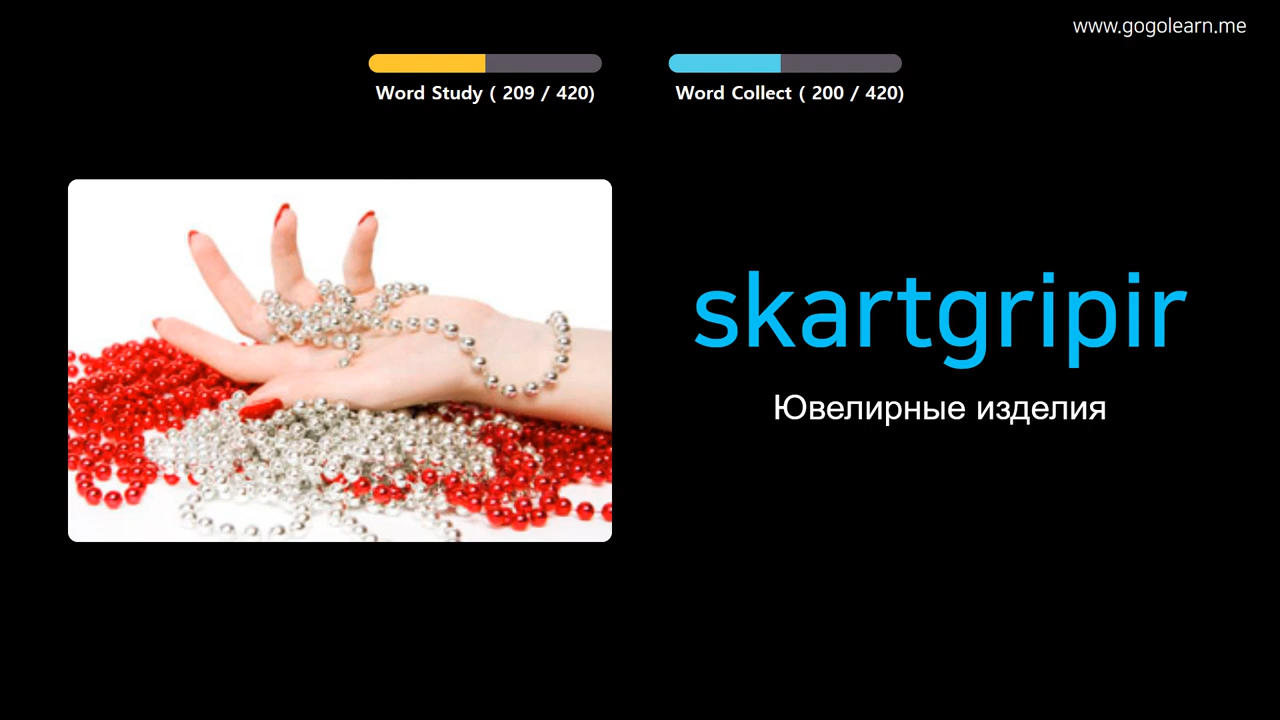 www.gogolearn.me
Word Study ( 209 / 420)
Word Collect ( 200 / 420)
skartgripir
Ювелирные изделия